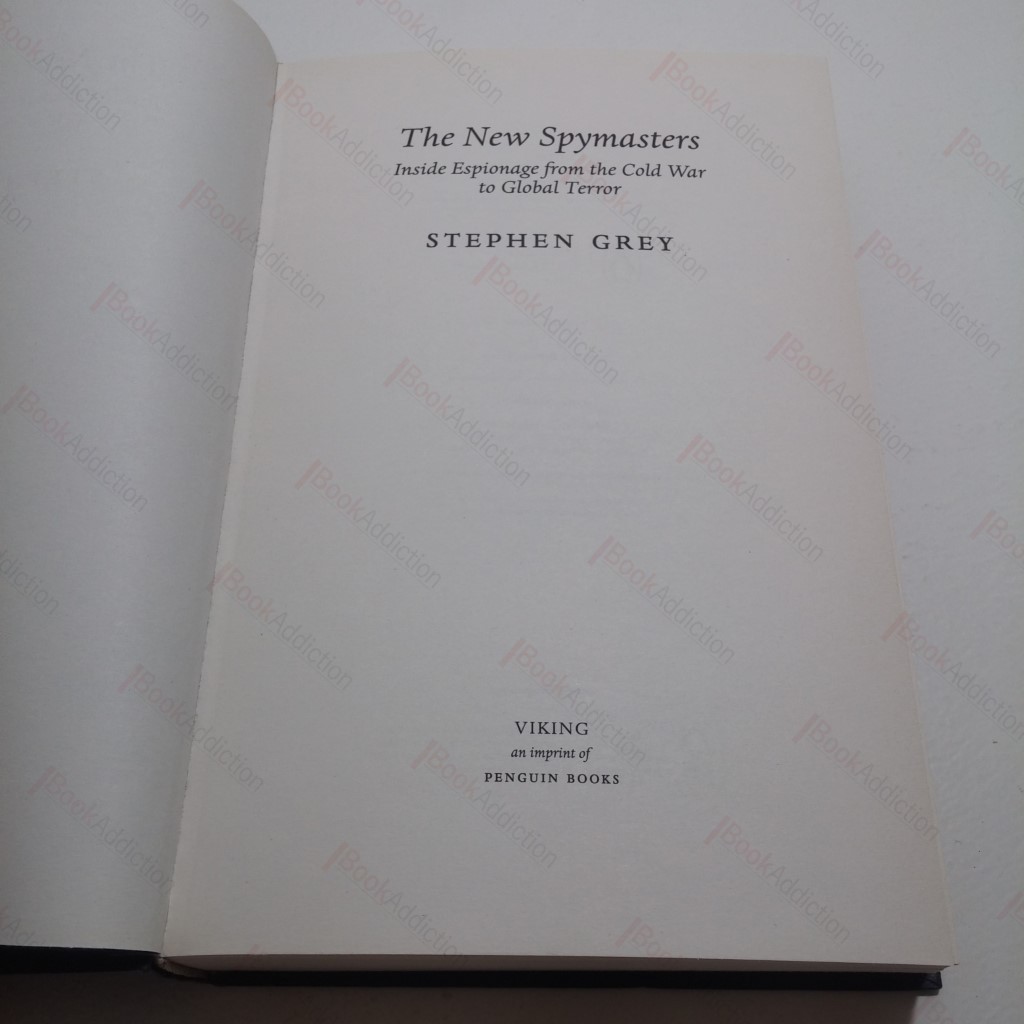 The New Spymasters
Inside Espionage from the Cold War
to Global Terror
STEPHEN GREY
VIKING
an imprint of
PENGUIN BOOKS
BookAddiction